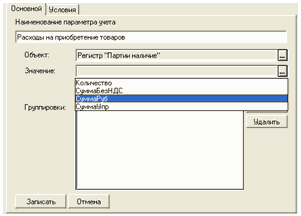 Основной Условия
Наименование параметра учета
Расходы на приобретение товаров
Объект: Регистр "Партии наличие" ...
Значение: ...
Количество
СуммаБезНДС
СуммаРуб
СуммаУпр
Группировки:
Удалить
Записать Отмена